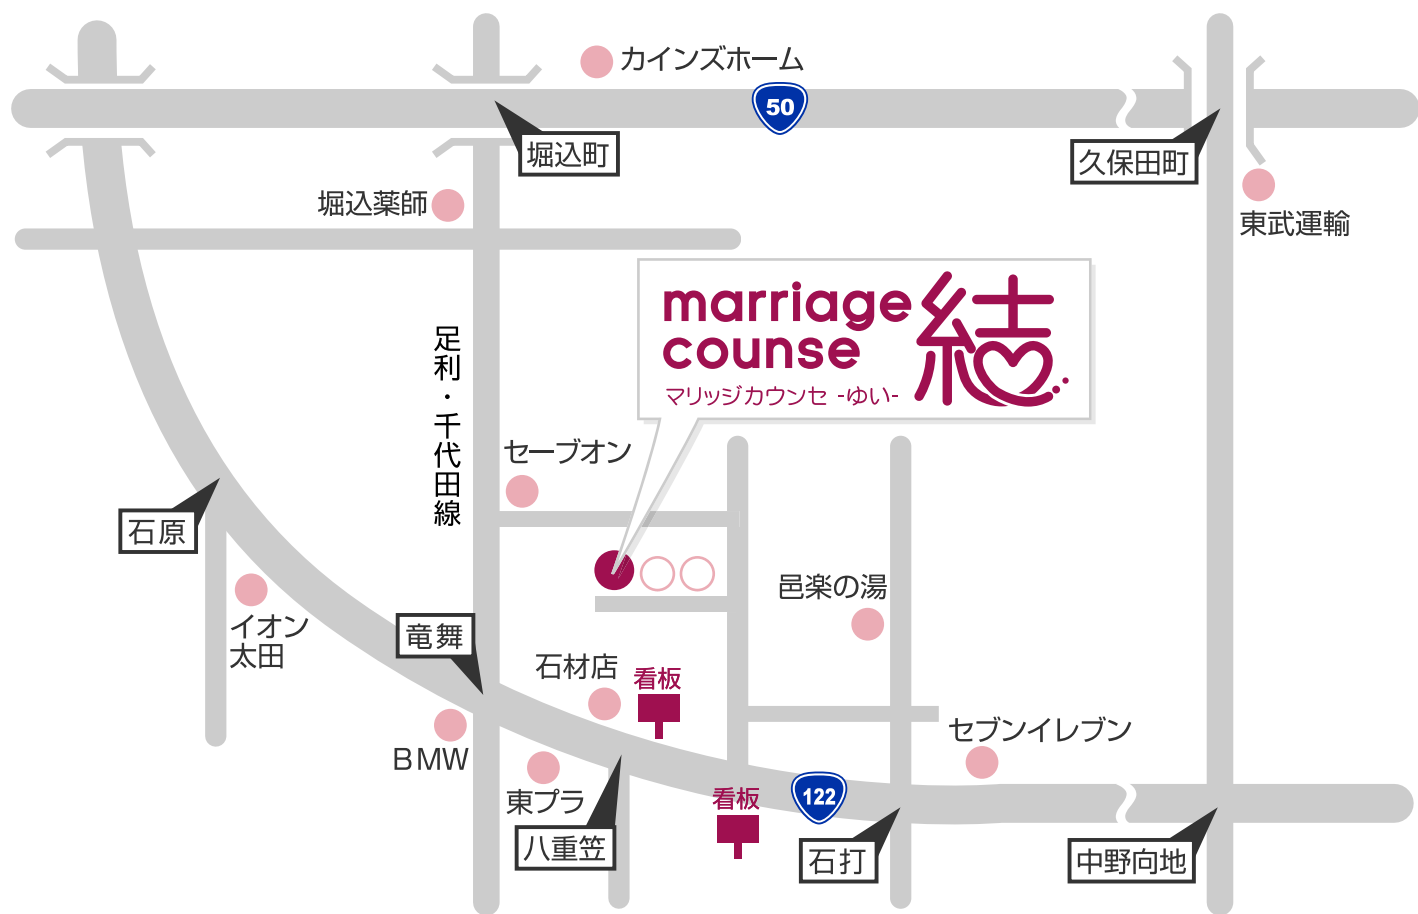 カインズホーム
50
堀込町
久保田町
堀込薬師
東武運輸
marriage
counse
結
マリッジカウンセ -ゆい-
足利・千代田線
セーブオン
石原
イオン
太田
邑楽の湯
竜舞
石材店
看板
BMW
東プラ
セブンイレブン
看板
122
八重笠
石打
中野向地